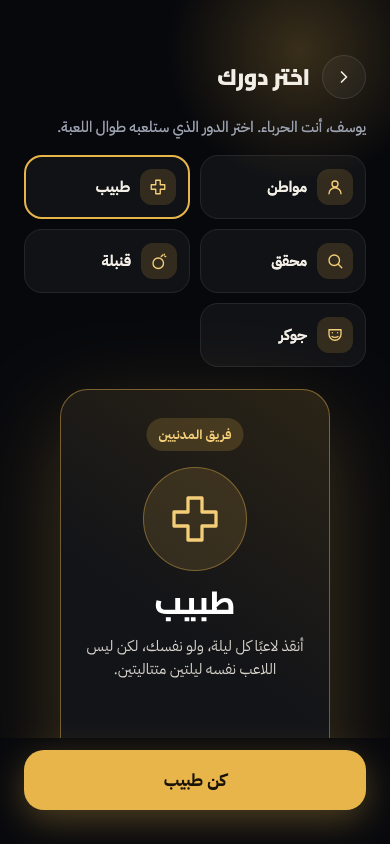 اختر دورك
يوسف، أنت الحرباء. اختر الدور الذي ستلعبه طوال اللعبة.
مواطن
طبيب
محقق
قنبلة
جوكر
فريق المدنيين
طبيب
أنقذ لاعبًا كل ليلة، ولو نفسك، لكن ليس
اللاعب نفسه ليلتين متتاليتين.
كن طبيب